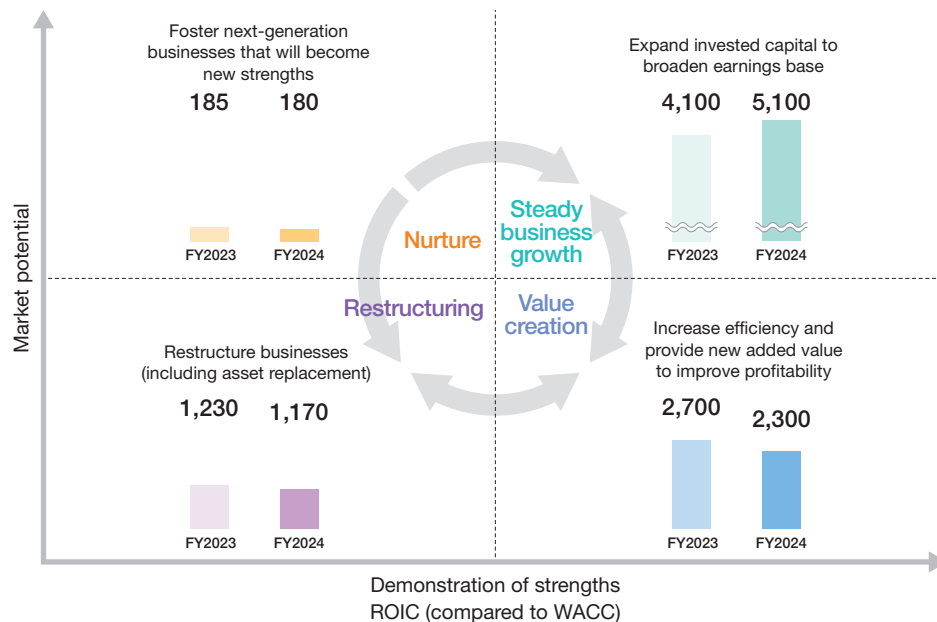 Foster next-generation
businesses that will become
new strengths
185 180
FY2023 FY2024
Expand invested capital to
broaden earnings base
4,100 5,100
FY2023 FY2024
Nurture
Steady
business
growth
Restructuring
Value
creation
Restructure businesses
(including asset replacement)
1,230 1,170
FY2023 FY2024
Increase efficiency and
provide new added value
to improve profitability
2,700 2,300
FY2023 FY2024
Market potential
Demonstration of strengths
ROIC (compared to WACC)